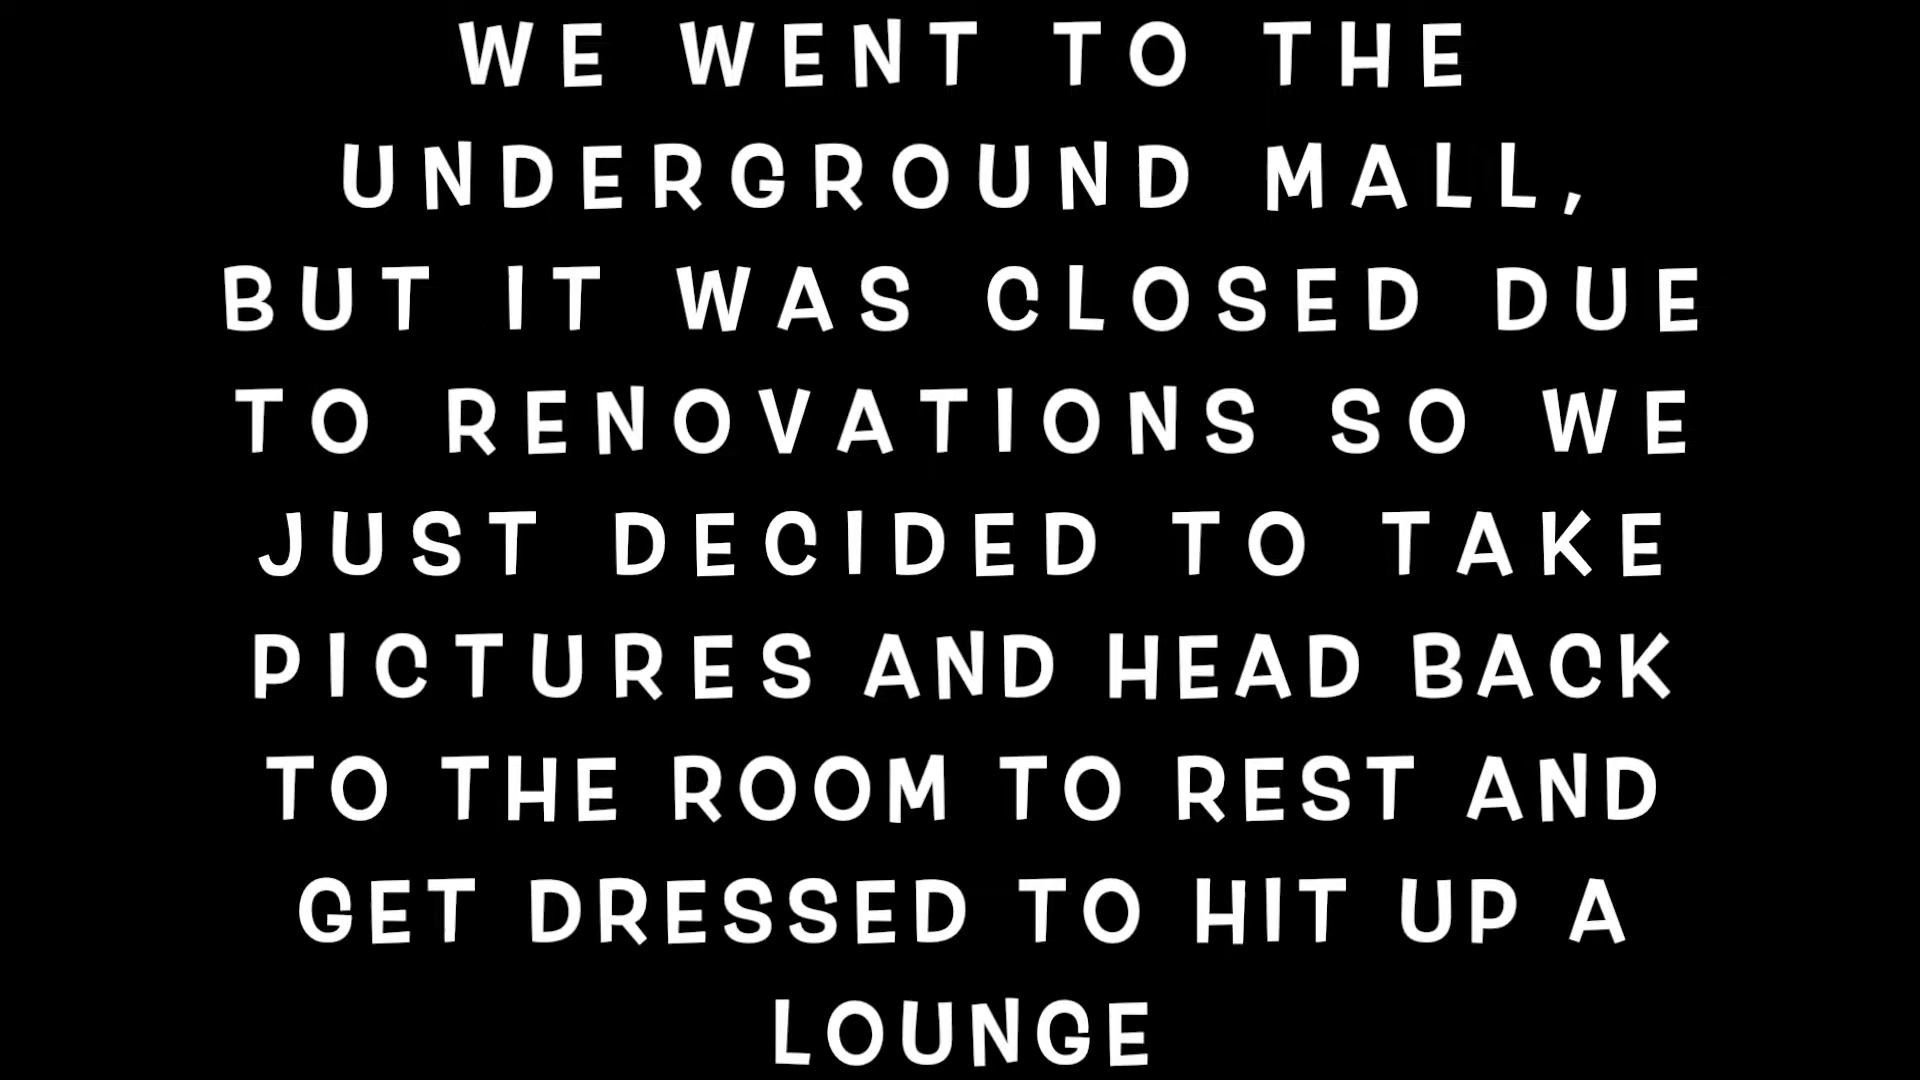 WE WENT TO THE
UNDERGROUND MALL,
BUT IT WAS CLOSED DUE
TO RENOVATIONS SO WE
JUST DECIDED TO TAKE
PICTURES AND HEAD BACK
TO THE ROOM TO REST AND
GET DRESSED TO HIT UP A
LOUNGE